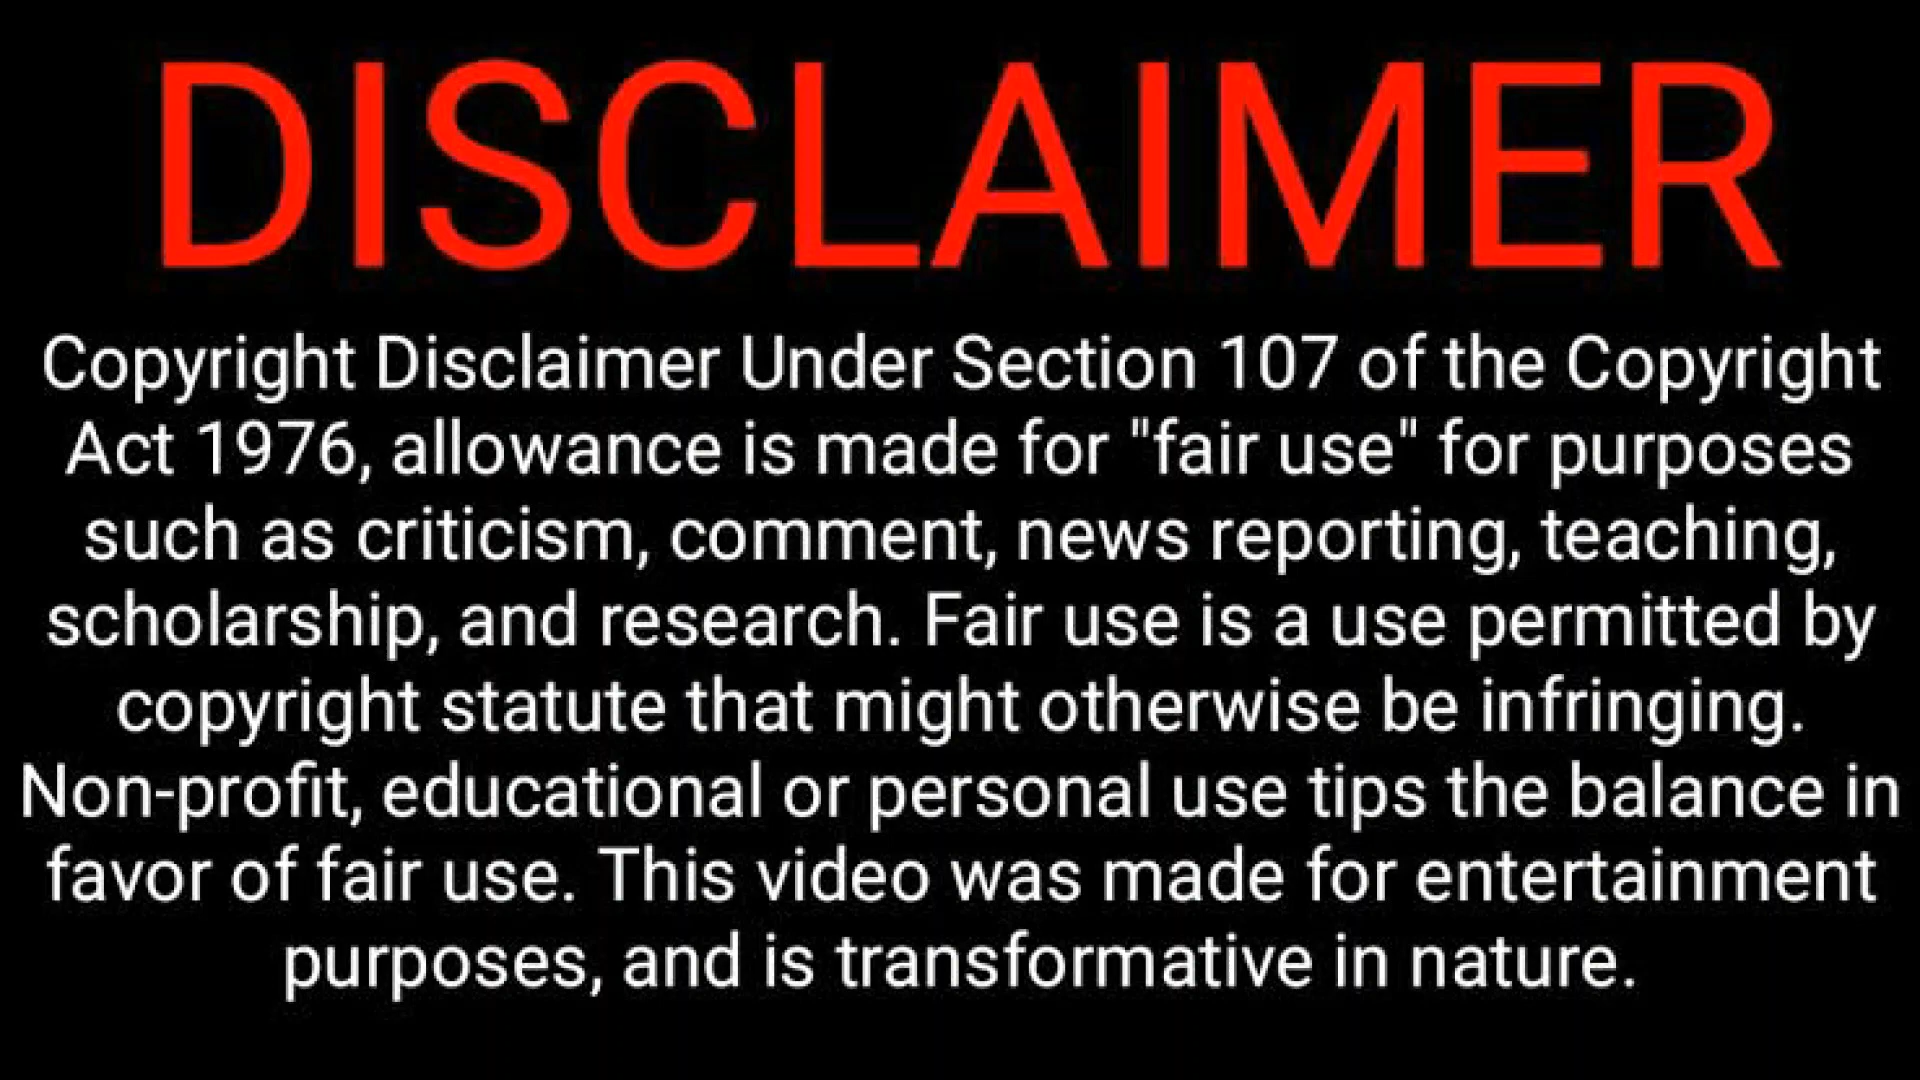 DISCLAIMER
Copyright Disclaimer Under Section 107 of the Copyright
Act 1976, allowance is made for "fair use" for purposes
such as criticism, comment, news reporting, teaching,
scholarship, and research. Fair use is a use permitted by
copyright statute that might otherwise be infringing.
Non-profit, educational or personal use tips the balance in
favor of fair use. This video was made for entertainment
purposes, and is transformative in nature.